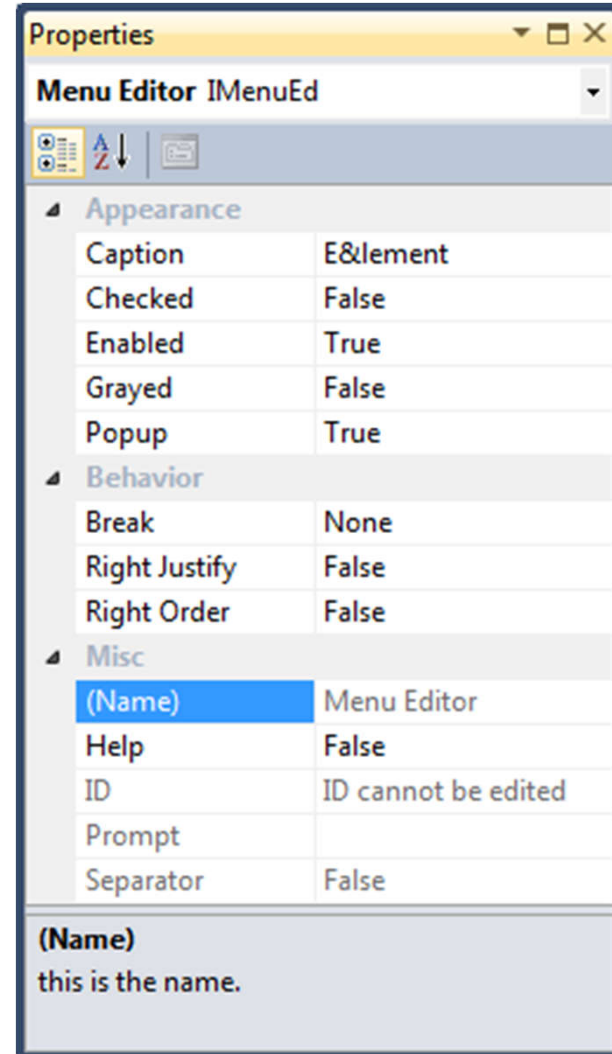 Properties
Menu Editor IMenuEd
Appearance
Caption E&lement
Checked False
Enabled True
Grayed False
Popup True
Behavior
Break None
Right Justify False
Right Order False
Misc
(Name) Menu Editor
Help False
ID ID cannot be edited
Prompt
Separator False
(Name)
this is the name.